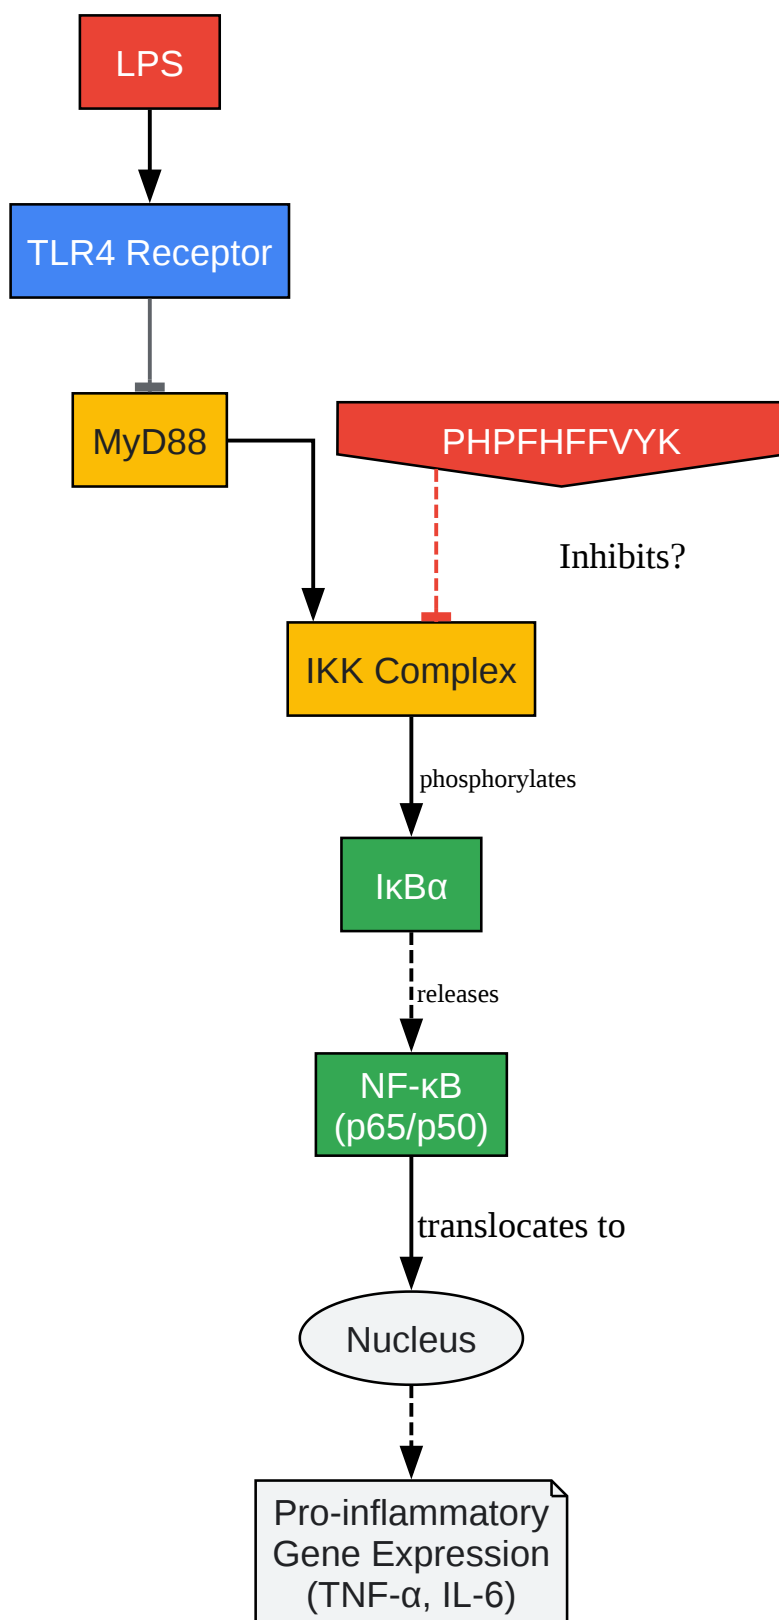 LPS
TLR4 Receptor
MyD88
PHPFHFFVYK
Inhibits?
IKK Complex
phosphorylates
IκBα
releases
NF-κB
(p65/p50)
translocates to
Nucleus
Pro-inflammatory
Gene Expression
(TNF-α, IL-6)